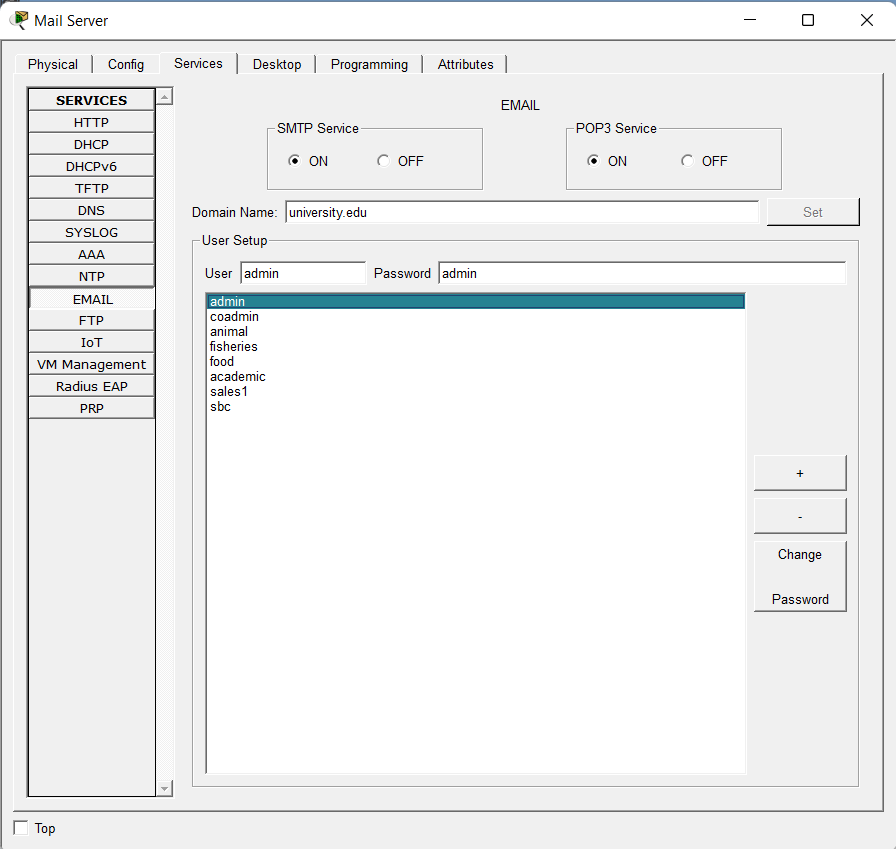 Mail Server
Physical Config Services Desktop Programming Attributes
SERVICES
HTTP
DHCP
DHCPv6
TFTP
DNS
SYSLOG
AAA
NTP
EMAIL
FTP
IoT
VM Management
Radius EAP
PRP
EMAIL
SMTP Service
ON OFF
POP3 Service
ON OFF
Domain Name: university.edu Set
User Setup
User admin Password admin
admin
coadmin
animal
fisheries
food
academic
sales1
sbc
+
-
Change
Password
Top